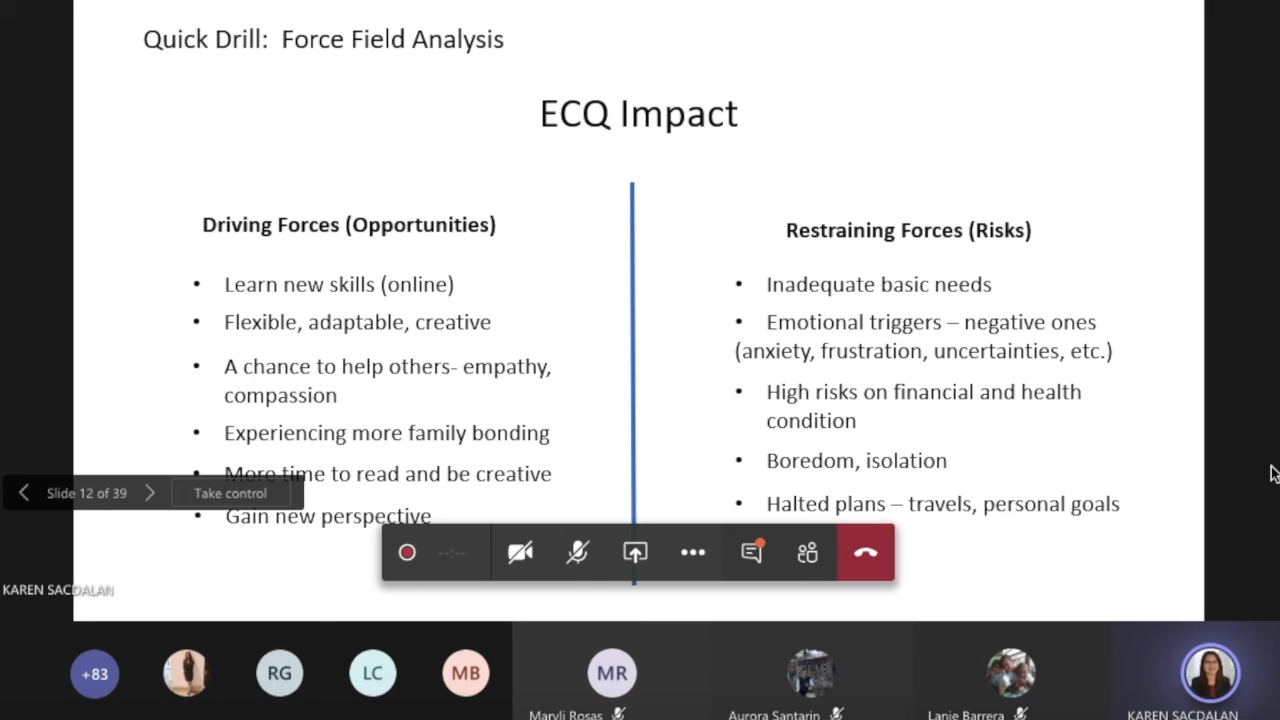 Quick Drill: Force Field Analysis
ECQ Impact
Driving Forces (Opportunities)
• Learn new skills (online)
• Flexible, adaptable, creative
• A chance to help others- empathy,
compassion
• Experiencing more family bonding
• More time to read and be creative
• Gain new perspective
Restraining Forces (Risks)
• Inadequate basic needs
• Emotional triggers – negative ones
(anxiety, frustration, uncertainties, etc.)
• High risks on financial and health
condition
• Boredom, isolation
• Halted plans – travels, personal goals
Slide 12 of 39
Take control
--:--
KAREN SACDALAN
+83
RG
LC
MB
MR
Maryli Rosas
Aurora Santarin
Lanie Barrera
KAREN SACDALAN